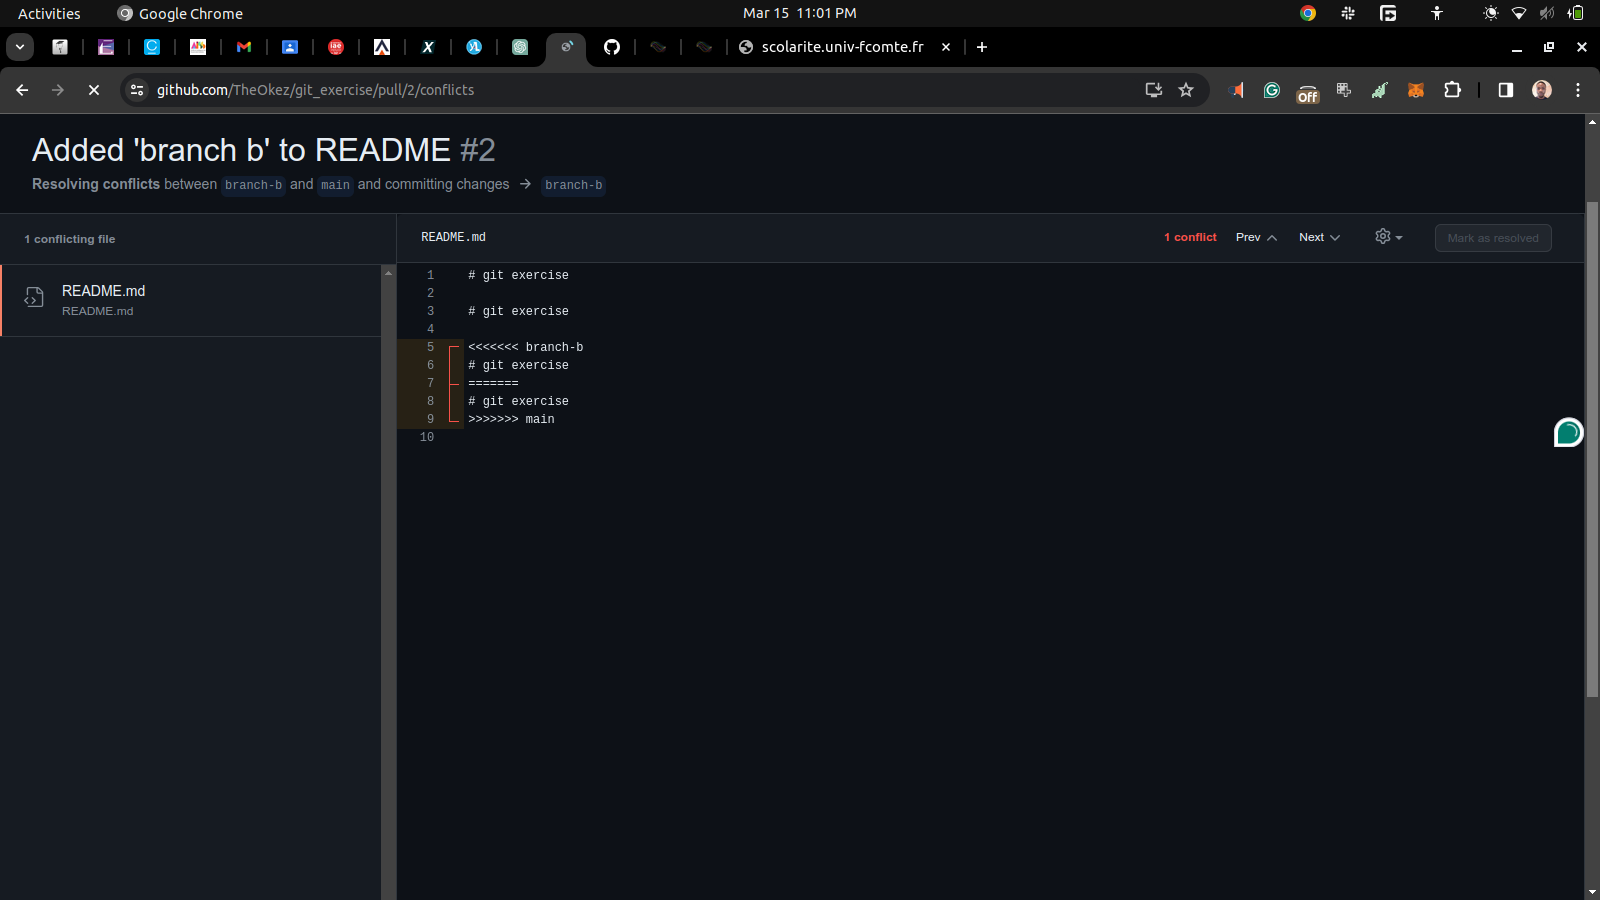 Activities
Google Chrome
Mar 15 11:01 PM
scolarite.univ-fcomte.fr
github.com/TheOkez/git_exercise/pull/2/conflicts
Off
Added 'branch b' to README #2
Resolving conflicts between branch-b and main and committing changes → branch-b
1 conflicting file
README.md
README.md
README.md
1 conflict
Prev
Next
Mark as resolved
1 # git exercise
2
3 # git exercise
4
5 <<<<<<< branch-b
6 # git exercise
7 =======
8 # git exercise
9 >>>>>>> main
10